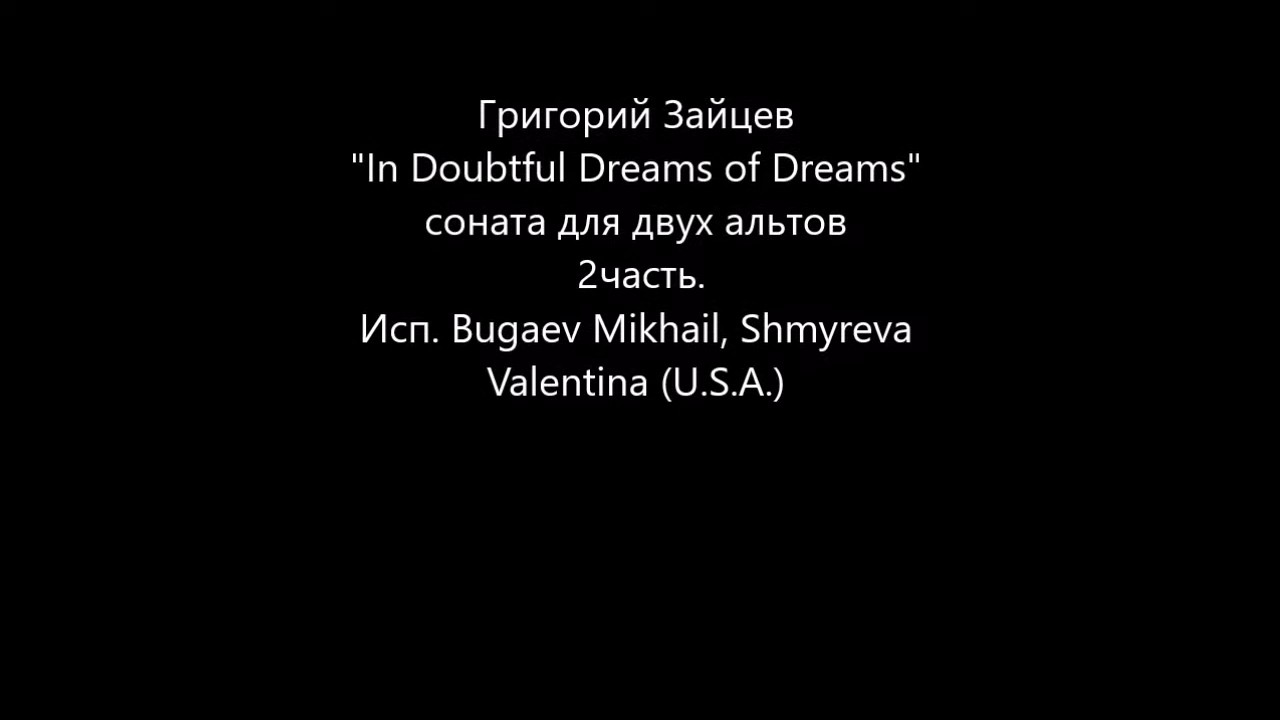 Григорий Зайцев
"In Doubtful Dreams of Dreams"
соната для двух альтов
2часть.
Исп. Bugaev Mikhail, Shmyreva
Valentina (U.S.A.)